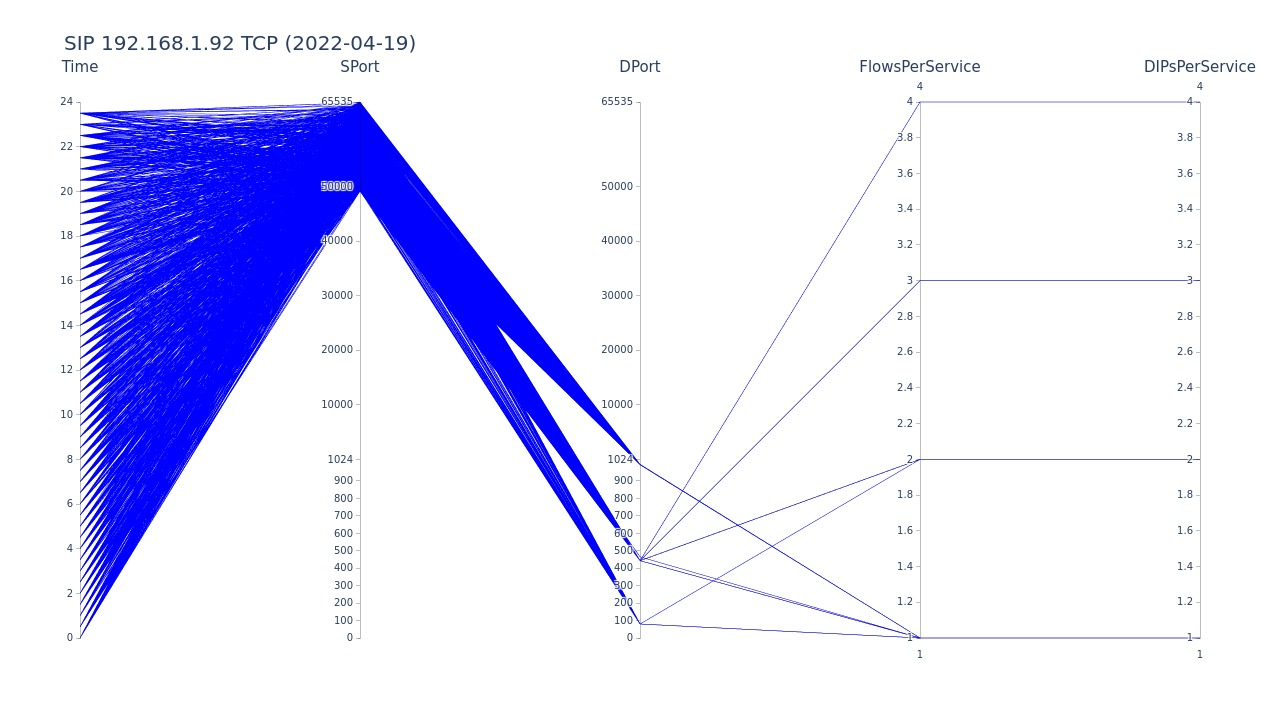 SIP 192.168.1.92 TCP (2022-04-19)
Time SPort DPort FlowsPerService DIPsPerService
4 4
24 65535 65535 4 4
3.8 3.8
22 3.6 3.6
20 50000 50000 3.4 3.4
18 40000 40000 3.2 3.2
16 30000 30000 3 3
14 2.8 2.8
12 20000 20000 2.6 2.6
10 10000 10000 2.4 2.4
2.2 2.2
8 1024 1024 2 2
900 900
6 800 800 1.8 1.8
700 700
600 600 1.6 1.6
4 500 500
400 400 1.4 1.4
2 300 300
200 200 1.2 1.2
100 100
0 0 0 1 1
1 1